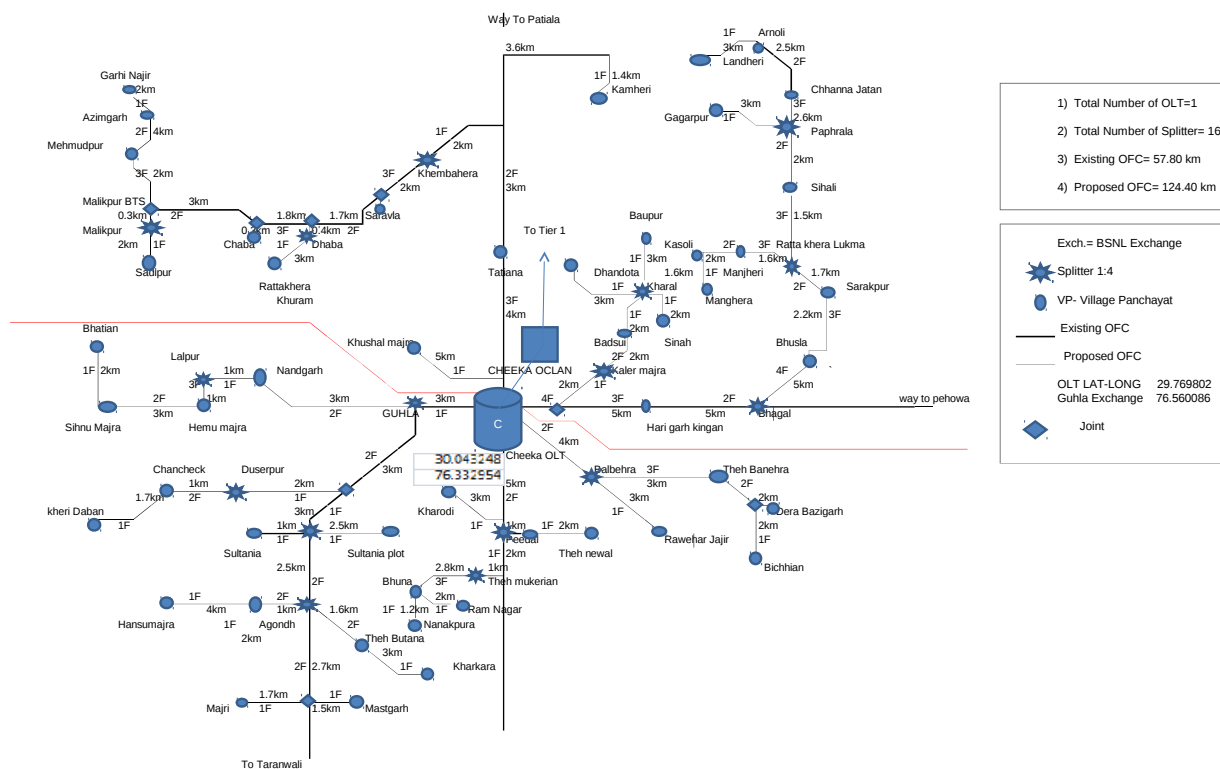 Way To Patiala
3.6km
1F 1.4km
Kamheri
1F
Arnoli
3km
2.5km
Landheri
2F
Chhanna Jatan
3km
3F
Gagarpur
1F
2.6km
Paphrala
2F
2km
Sihali
3F 1.5km
Garhi Najir
2km
1F
Azimgarh
2F 4km
Mehmudpur
3F 2km
Malikpur BTS
3km
0.3km
2F
Malikpur
2km 1F
Sadipur
1.8km
1.7km
3F
0.4km
2F
Chaba
1F
Dhaba
3km
Rattakhera
Khuram
1F
2km
Khembahera
3F
2km
Saravla
2F
3km
Tatiana
3F
4km
To Tier 1
CHEEKA OCLAN
Baupur
1F 3km
Dhandota
1F
3km
Kharal
1F
2km
Sinah
1F
2km
Badsui
2F 2km
Kaler majra
1F
2km
Kasoli
2F
3F
Ratta khera Lukma
1.6km
2km
1F
Manjheri
1.6km
Manghera
1.7km
2F
Sarakpur
2.2km 3F
Bhusla
4F
5km
1) Total Number of OLT=1
2) Total Number of Splitter= 16
3) Existing OFC= 57.80 km
4) Proposed OFC= 124.40 km
Exch.= BSNL Exchange
Splitter 1:4
VP- Village Panchayat
Existing OFC
Proposed OFC
OLT LAT-LONG 29.769802
Guhla Exchange 76.560086
Joint
Bhatian
1F 2km
Lalpur
1km
Nandgarh
3F
1F
1km
2F
3km
Sihnu Majra
Hemu majra
3km
2F
Khushal majra
5km
1F
GUHLA
3km
1F
C
4F
3F
5km
5km
2F
Hari garh kingan
Bhagal
way to pehowa
2F
4km
Cheeka OLT
30.043248
76.332954
2F
3km
Chancheck
Duserpur
1km
2km
1.7km
2F
1F
kheri Daban
1F
3km 1F
1km
2.5km
1F
1F
Sultania
Sultania plot
2.5km
2F
5km
2F
3km
Kharodi
1F
1km
1F 2km
Peedal
Theh newal
1F 2km
Balbehra
3F
3km
Theh Banehra
3km
1F
Rawehar Jajir
2F
2km
Dera Bazigarh
2km
1F
Bichhian
2.8km
1km
Bhuna
3F
Theh mukerian
2km
1F 1.2km 1F
Ram Nagar
Nanakpura
1F
2F
4km
1km
1.6km
Hansumajra
1F
Agondh
2F
2km
Theh Butana
3km
1F
Kharkara
2F 2.7km
1.7km
1F
Majri
1F
1.5km
Mastgarh
To Taranwali